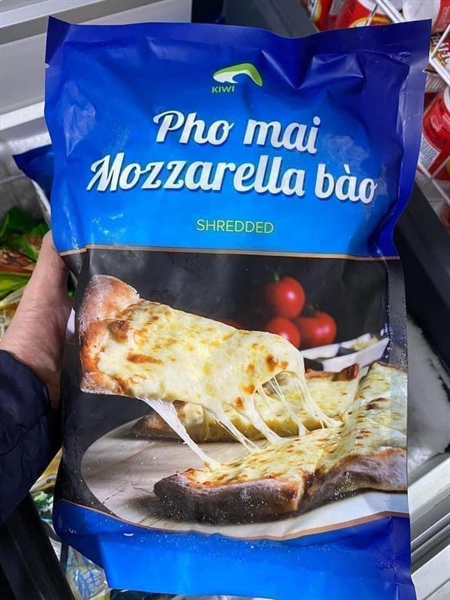 KIWI
Pho mai
Mozzarella bào
SHREDDED